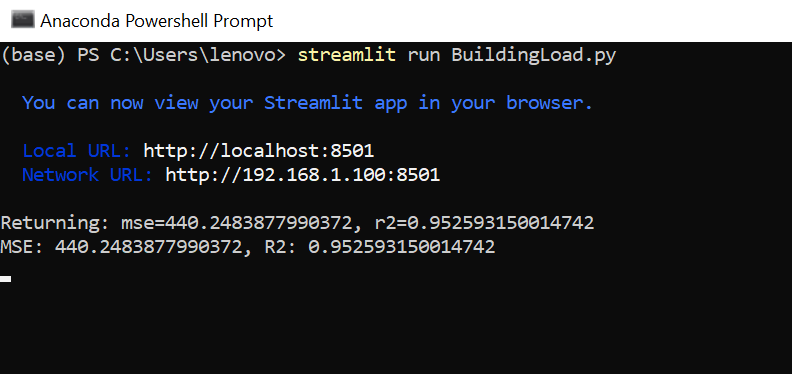 Anaconda Powershell Prompt
(base) PS C:\Users\lenovo> streamlit run BuildingLoad.py
You can now view your Streamlit app in your browser.
Local URL: http://localhost:8501
Network URL: http://192.168.1.100:8501
Returning: mse=440.2483877990372, r2=0.952593150014742
MSE: 440.2483877990372, R2: 0.952593150014742